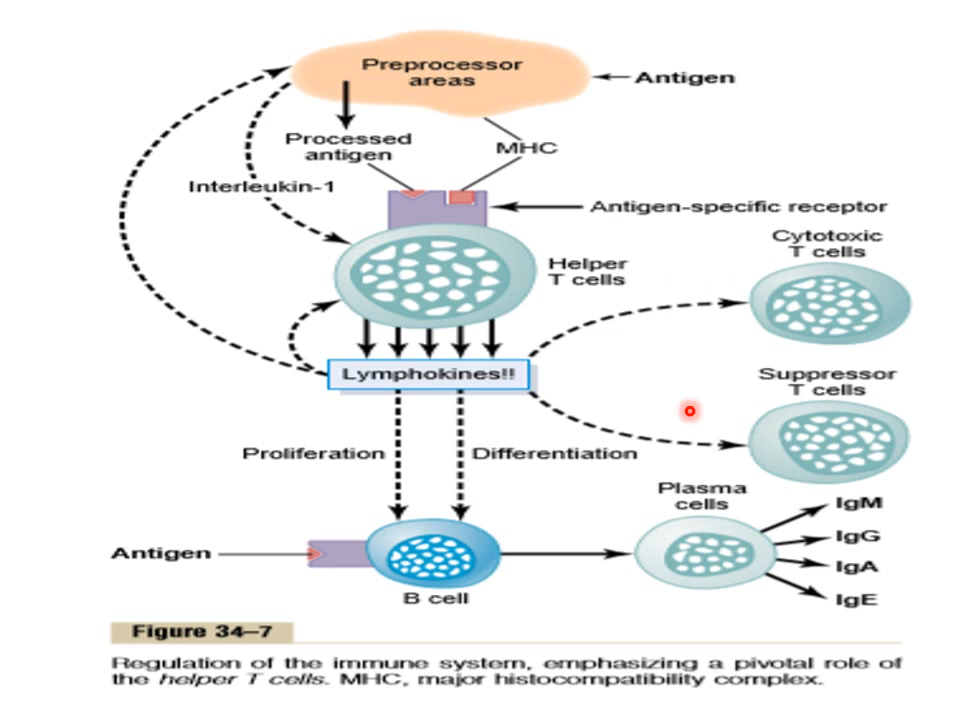 Preprocessor
areas
Antigen
Processed
antigen
MHC
Interleukin-1
Antigen-specific receptor
Cytotoxic
T cells
Helper
T cells
Lymphokines!!
Suppressor
T cells
Proliferation
Differentiation
Plasma
cells
IgM
IgG
IgA
IgE
Antigen
B cell
Figure 34–7
Regulation of the immune system, emphasizing a pivotal role of
the helper T cells. MHC, major histocompatibility complex.